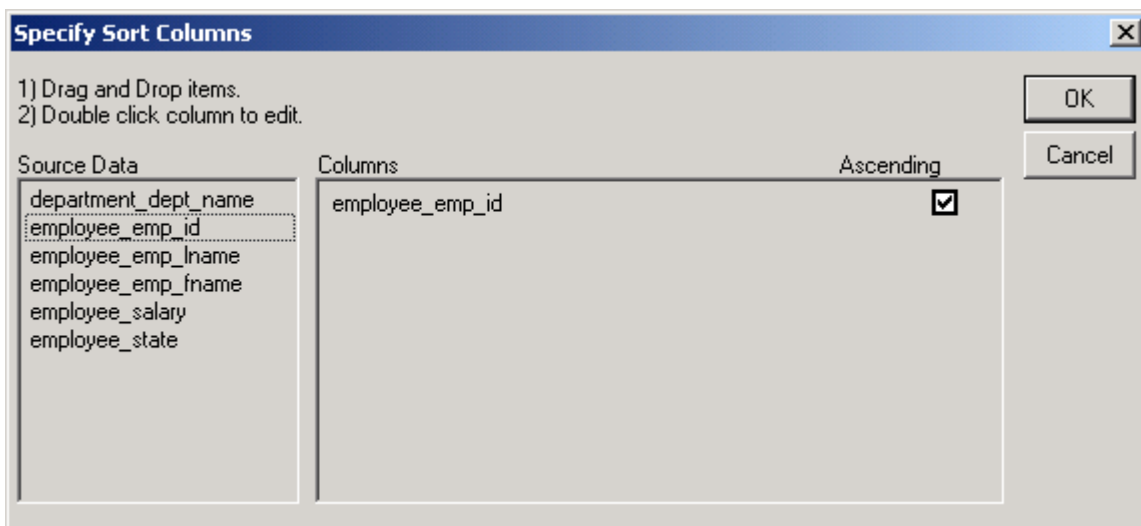 Specify Sort Columns
1) Drag and Drop items.
2) Double click column to edit.
OK
Cancel
Source Data
Columns
Ascending
department_dept_name
employee_emp_id
employee_emp_lname
employee_emp_fname
employee_salary
employee_state
employee_emp_id